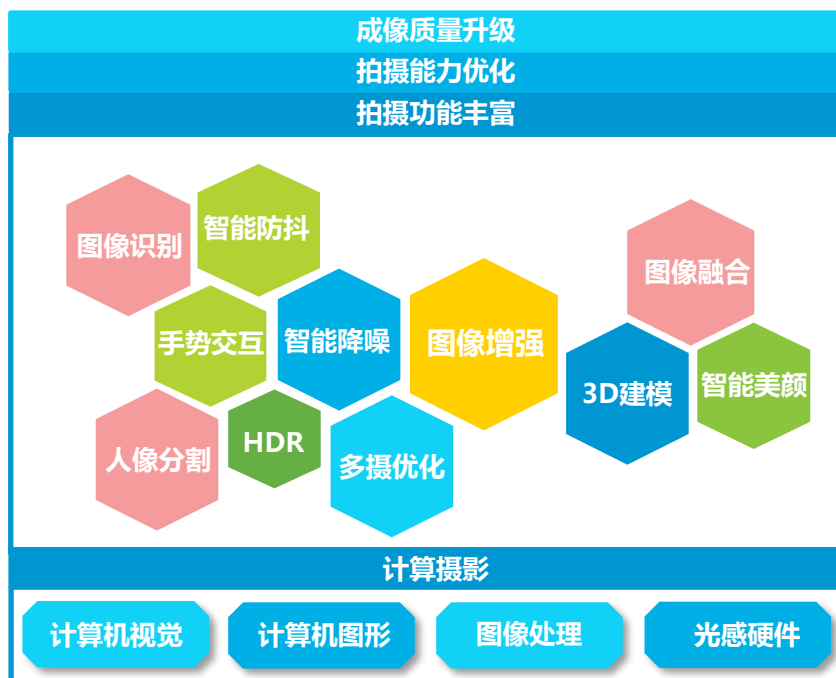 成像质量升级
拍摄能力优化
拍摄功能丰富
图像识别
智能防抖
图像融合
手势交互
智能降噪
图像增强
3D建模
智能美颜
人像分割
HDR
多摄优化
计算摄影
计算机视觉
计算机图形
图像处理
光感硬件